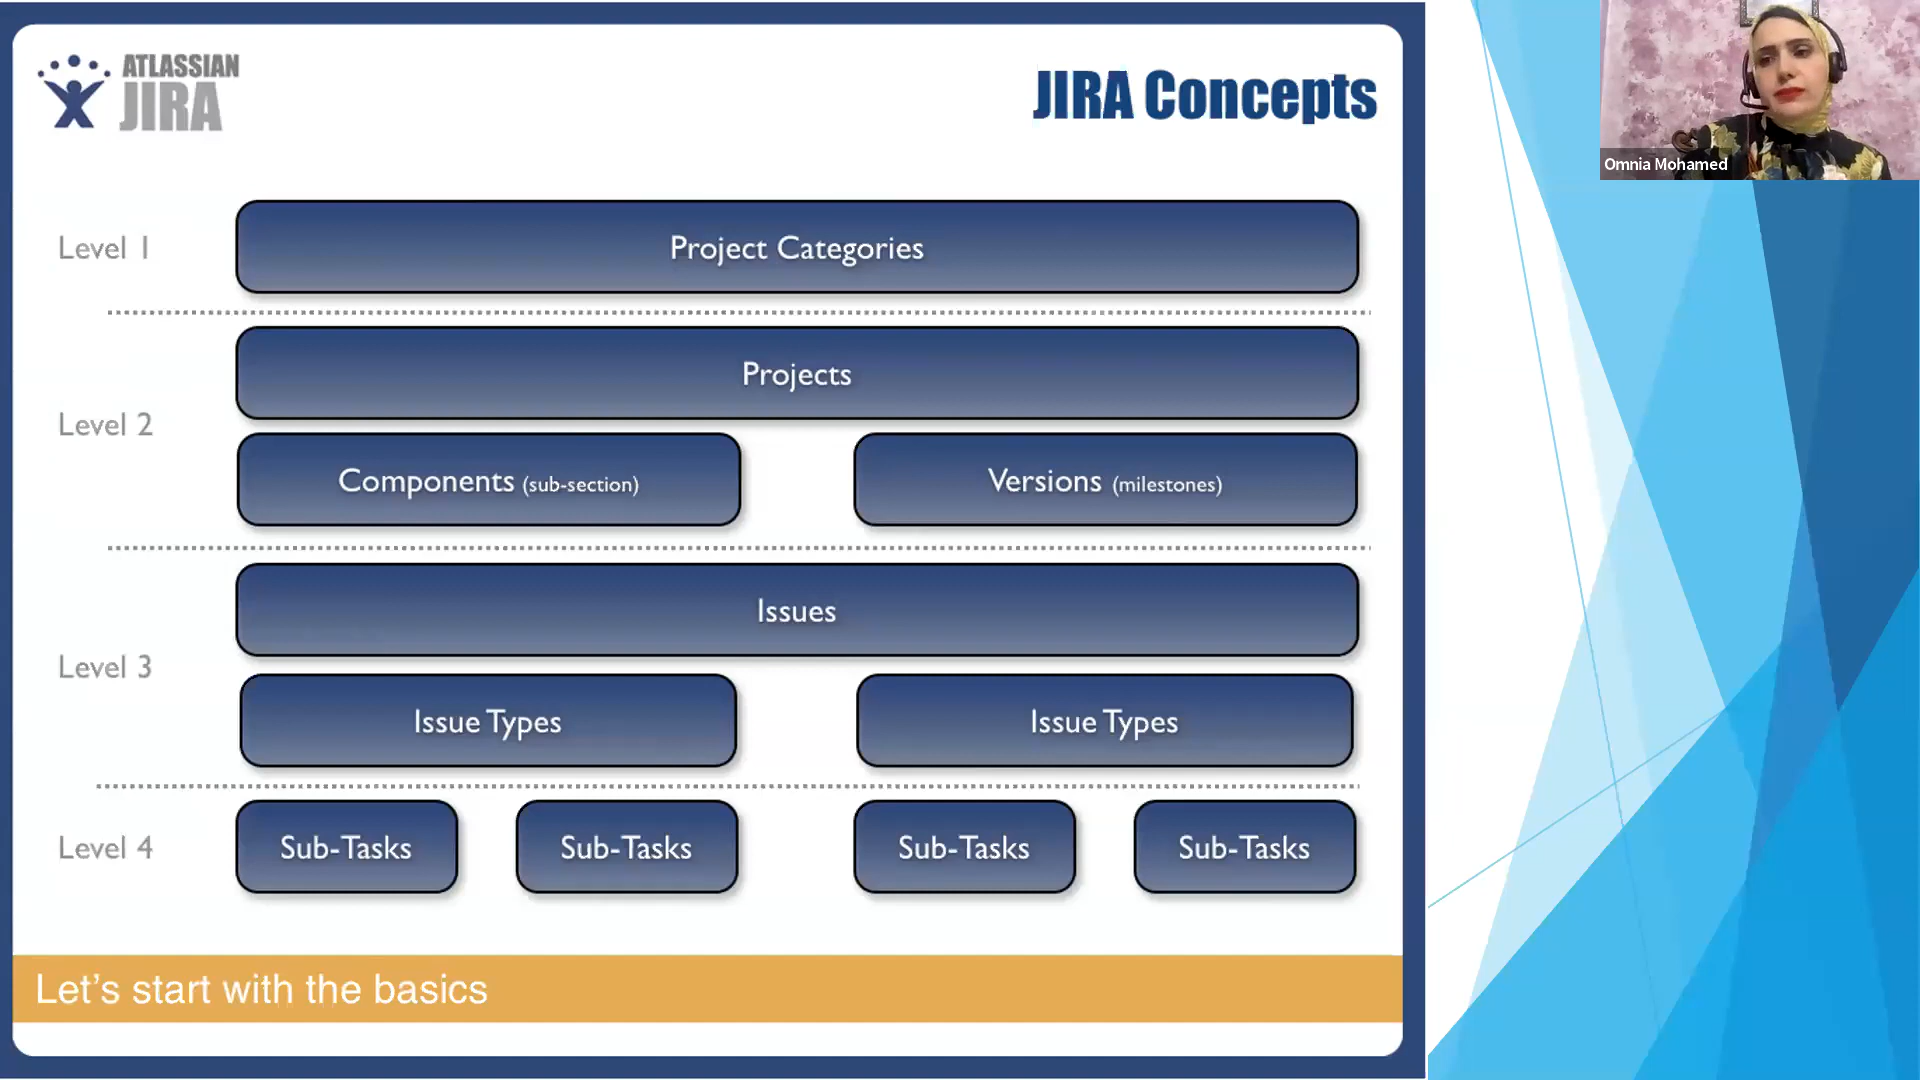 ATLASSIAN
JIRA
JIRA Concepts
Omnia Mohamed
Level 1
Project Categories
Projects
Level 2
Components (sub-section)
Versions (milestones)
Issues
Level 3
Issue Types
Issue Types
Level 4
Sub-Tasks
Sub-Tasks
Sub-Tasks
Sub-Tasks
Let’s start with the basics